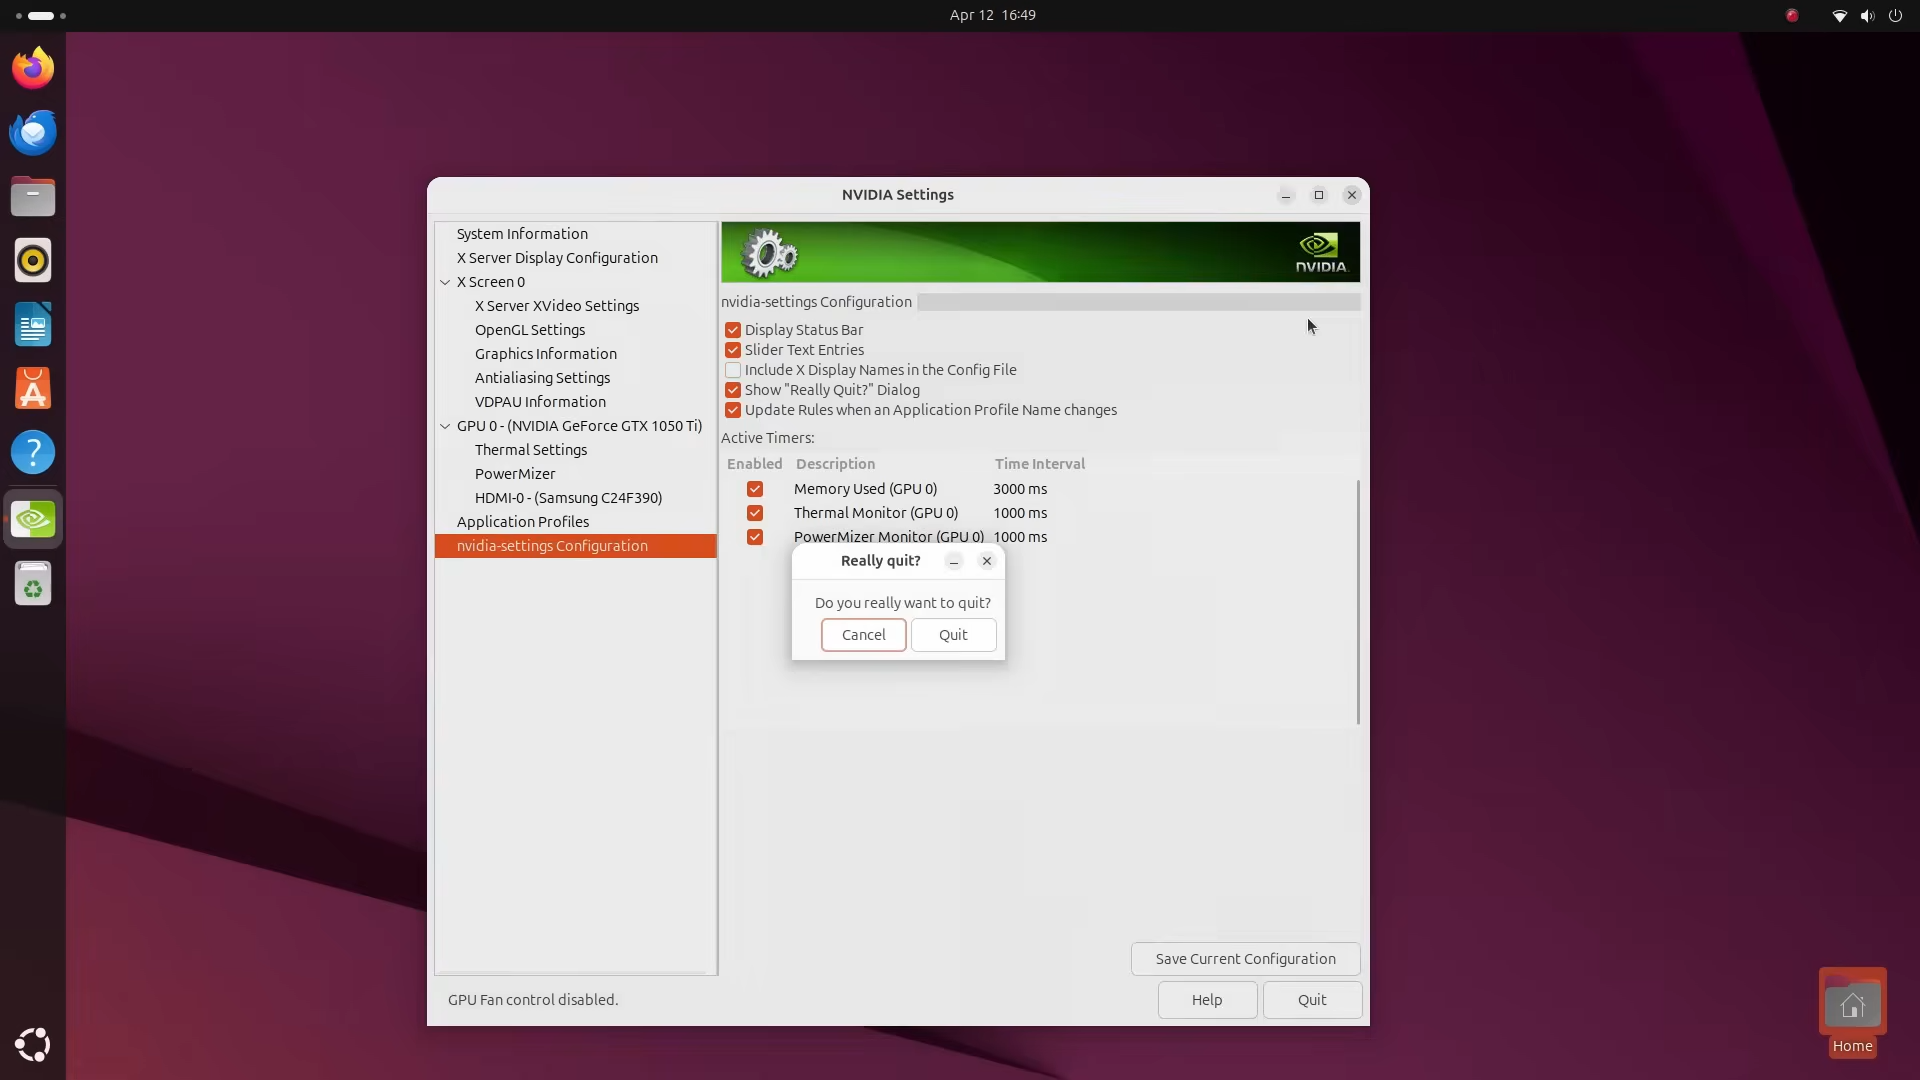 Apr 12 16:49
NVIDIA Settings
System Information
X Server Display Configuration
X Screen 0
X Server XVideo Settings
OpenGL Settings
Graphics Information
Antialiasing Settings
VDPAU Information
GPU 0 - (NVIDIA GeForce GTX 1050 Ti)
Thermal Settings
PowerMizer
HDMI-0 - (Samsung C24F390)
Application Profiles
nvidia-settings Configuration
NVIDIA.
nvidia-settings Configuration
Display Status Bar
Slider Text Entries
Include X Display Names in the Config File
Show "Really Quit?" Dialog
Update Rules when an Application Profile Name changes
Active Timers:
Enabled Description Time Interval
Memory Used (GPU 0) 3000 ms
Thermal Monitor (GPU 0) 1000 ms
PowerMizer Monitor (GPU 0) 1000 ms
Really quit?
Do you really want to quit?
Cancel Quit
Save Current Configuration
GPU Fan control disabled.
Help Quit
Home